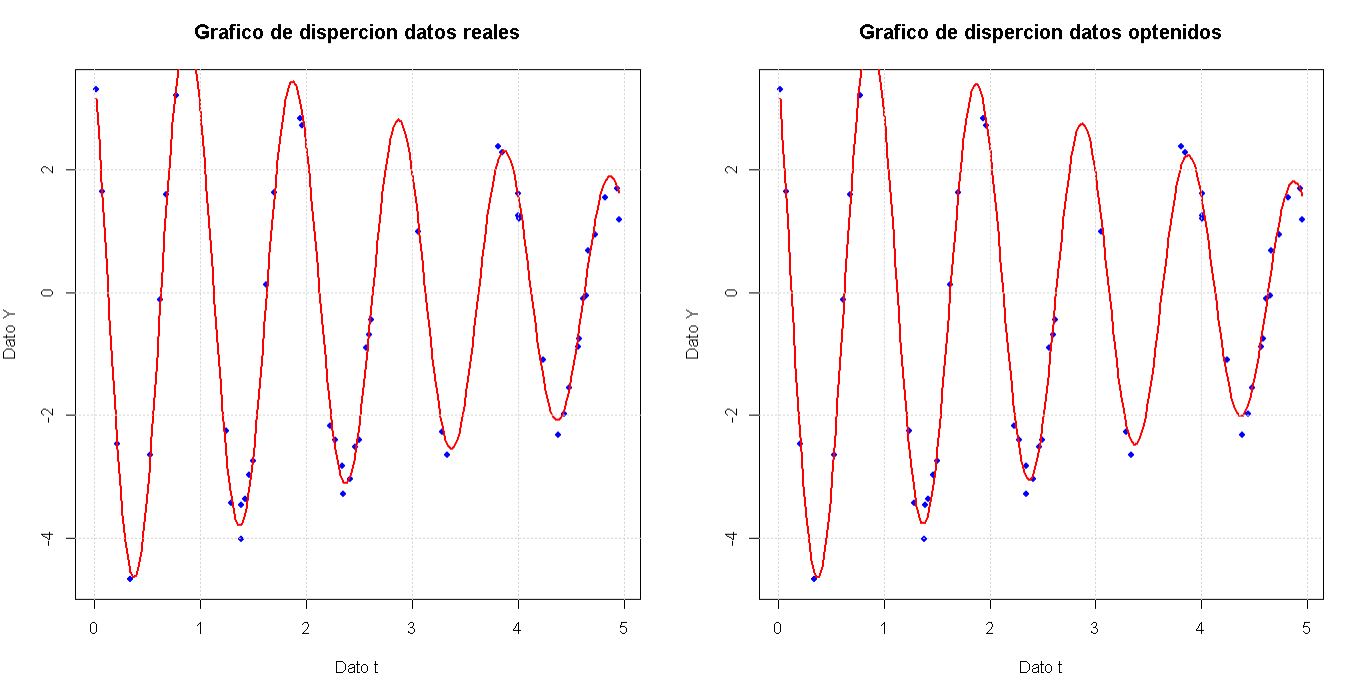 Grafico de dispercion datos reales
Dato Y
2
0
-2
-4
0 1 2 3 4 5
Dato t
Grafico de dispercion datos optenidos
Dato Y
2
0
-2
-4
0 1 2 3 4 5
Dato t